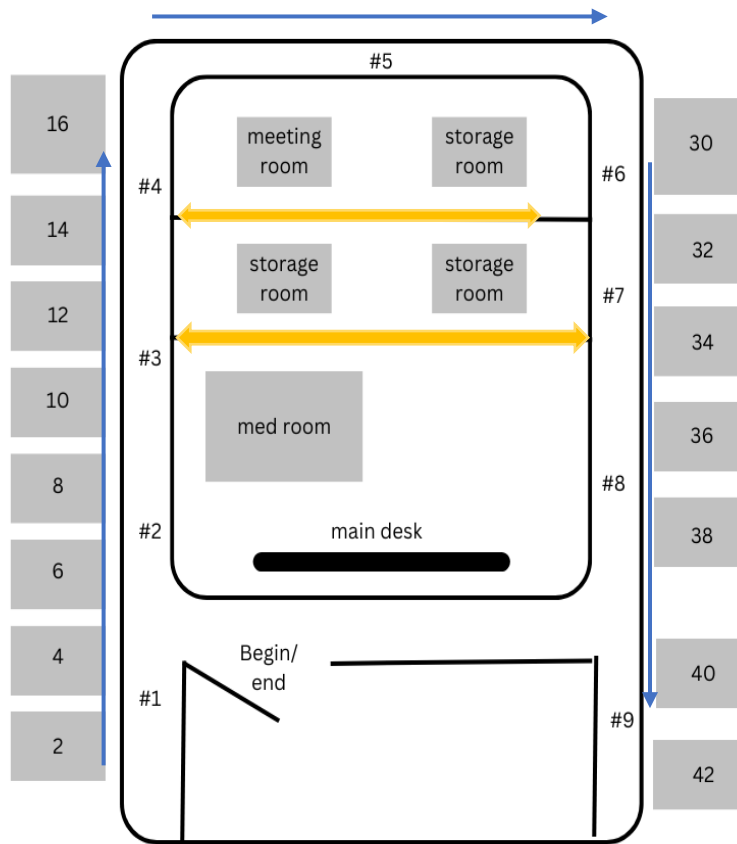 #5
16
meeting
room
storage
room
30
#4
#6
14
32
storage
room
storage
room
#7
12
34
#3
10
med room
36
8
#8
#2
main desk
38
6
4
Begin/
end
40
#1
#9
2
42